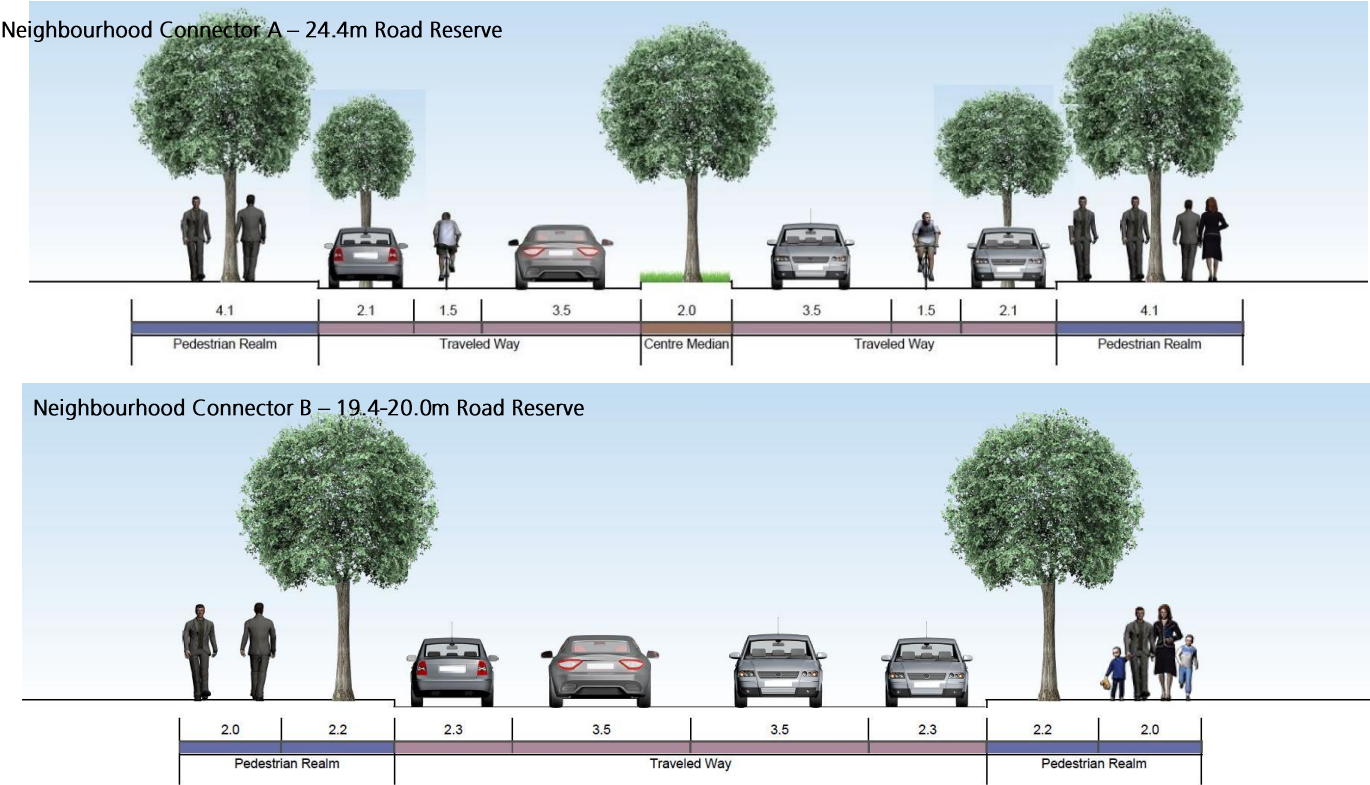 Neighbourhood Connector A – 24.4m Road Reserve
4.1 2.1 1.5 3.5 2.0 3.5 1.5 2.1 4.1
Pedestrian Realm Traveled Way Centre Median Traveled Way Pedestrian Realm
Neighbourhood Connector B – 19.4-20.0m Road Reserve
2.0 2.2 2.3 3.5 3.5 2.3 2.2 2.0
Pedestrian Realm Traveled Way Pedestrian Realm